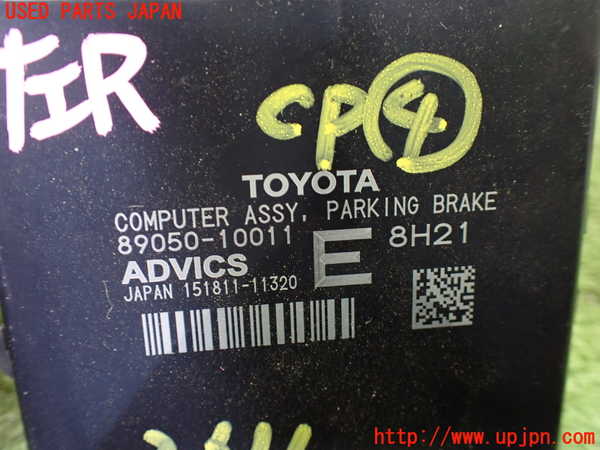 USED PARTS JAPAN
CP④
TOYOTA
COMPUTER ASSY, PARKING BRAKE
89050-10011 E 8H21
ADVICS
JAPAN 151811-11320
http://www.upjpn.com/